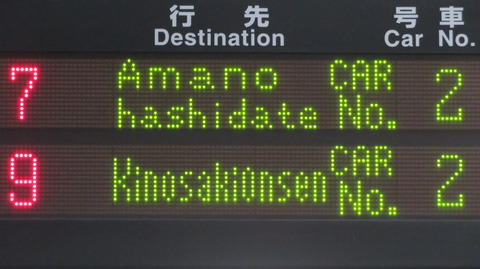 行先 号車
Destination Car No.
7 Amano CAR 2
hashidate No.
9 Kinosakionsen CAR 2
No.